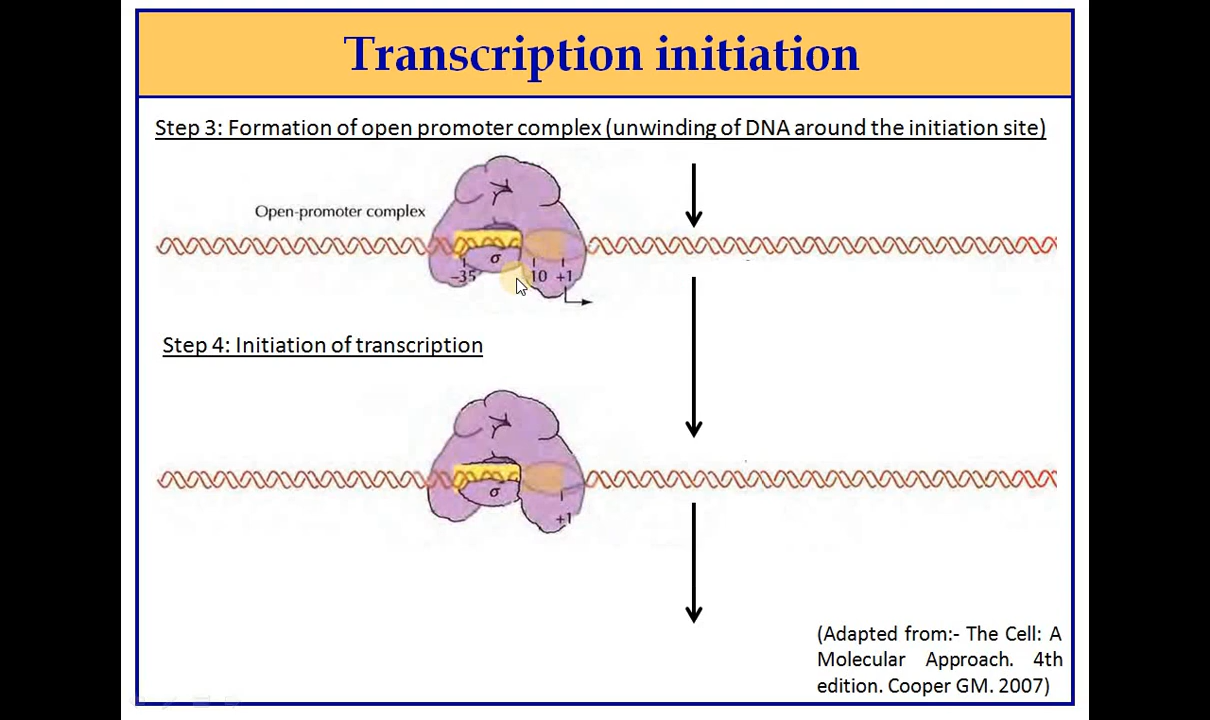 Transcription initiation
Step 3: Formation of open promoter complex (unwinding of DNA around the initiation site)
Open-promoter complex
σ
−35 10 +1
Step 4: Initiation of transcription
σ
+1
(Adapted from:- The Cell: A
Molecular Approach. 4th
edition. Cooper GM. 2007)